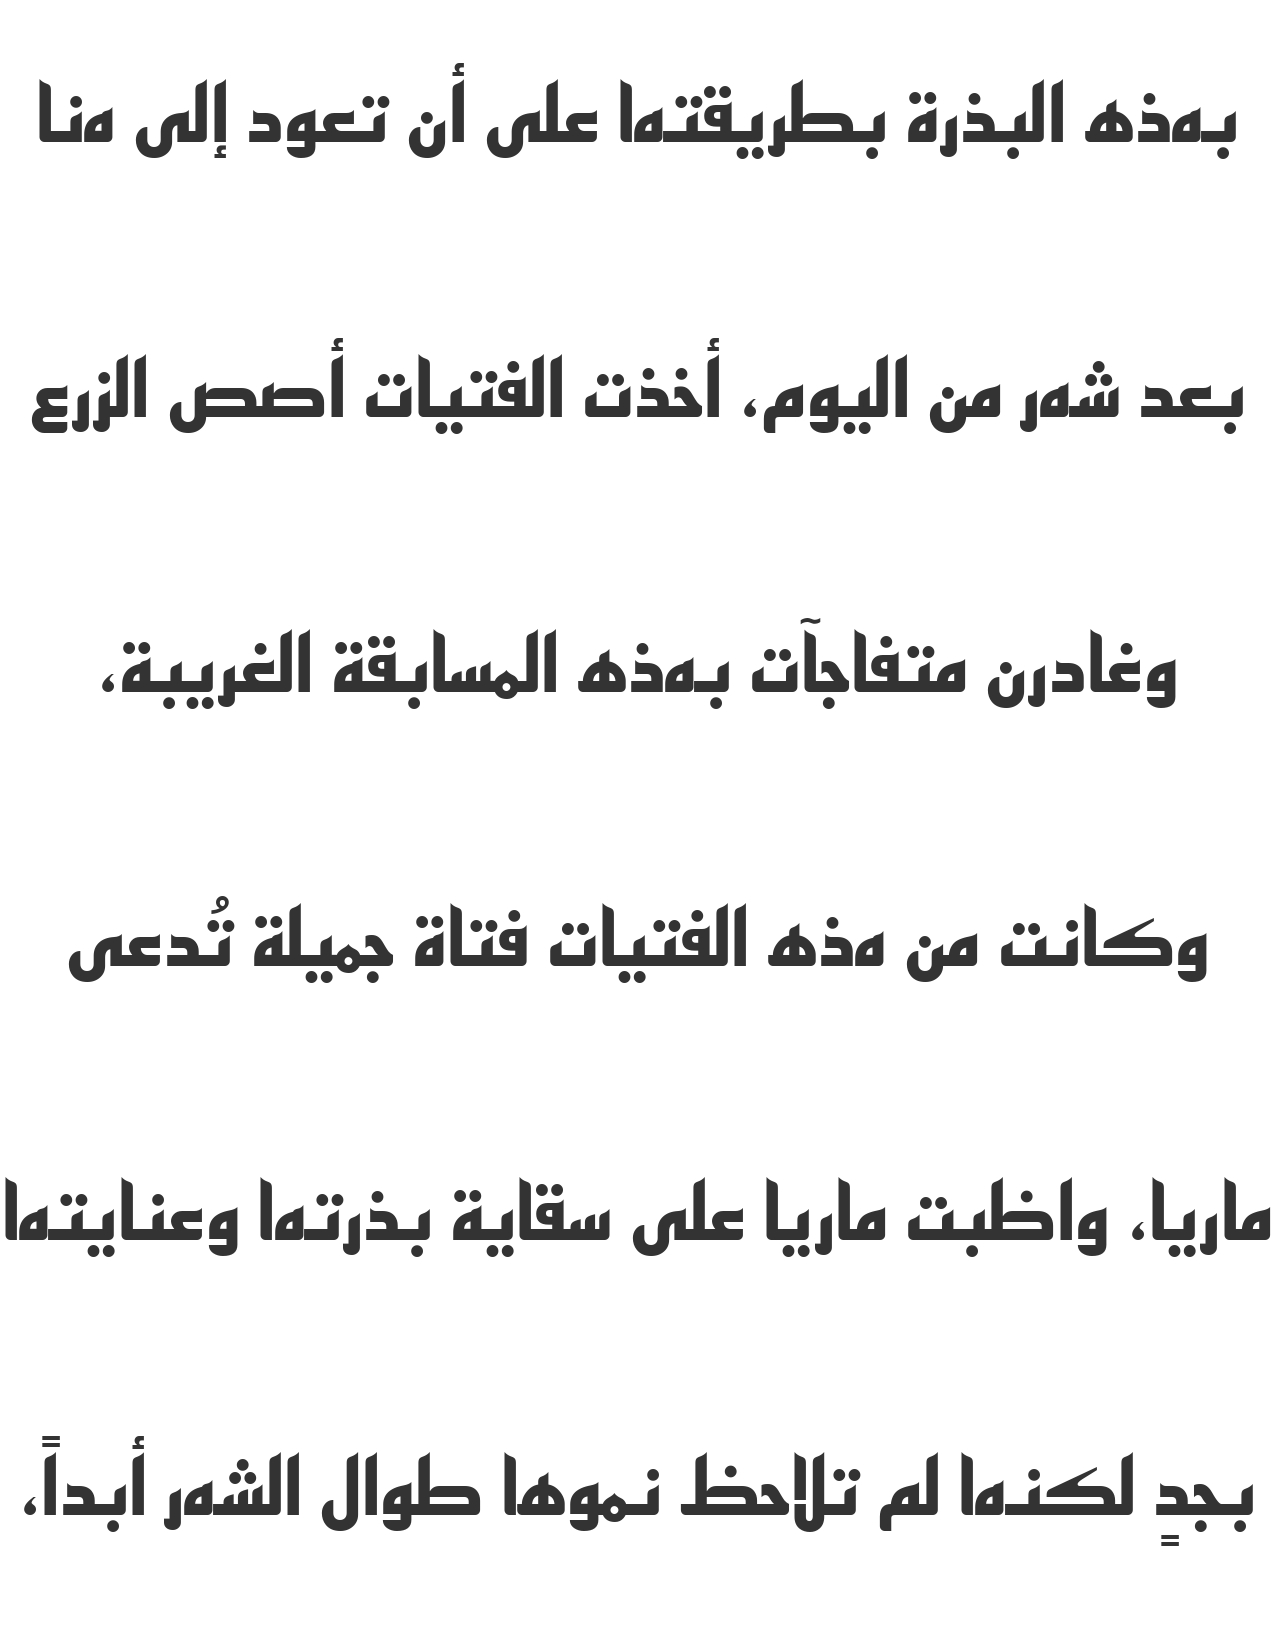 بهذه البذرة بطريقتها على أن تعود إلى هنا
بعد شهر من اليوم، أخذت الفتيات أصص الزرع
وغادرن متفاجآت بهذه المسابقة الغريبة،
وكانت من هذه الفتيات فتاة جميلة تُدعى
ماريا، واظبت ماريا على سقاية بذرتها وعنايتها
بجدٍ لكنها لم تلاحظ نموها طوال الشهر أبداً،